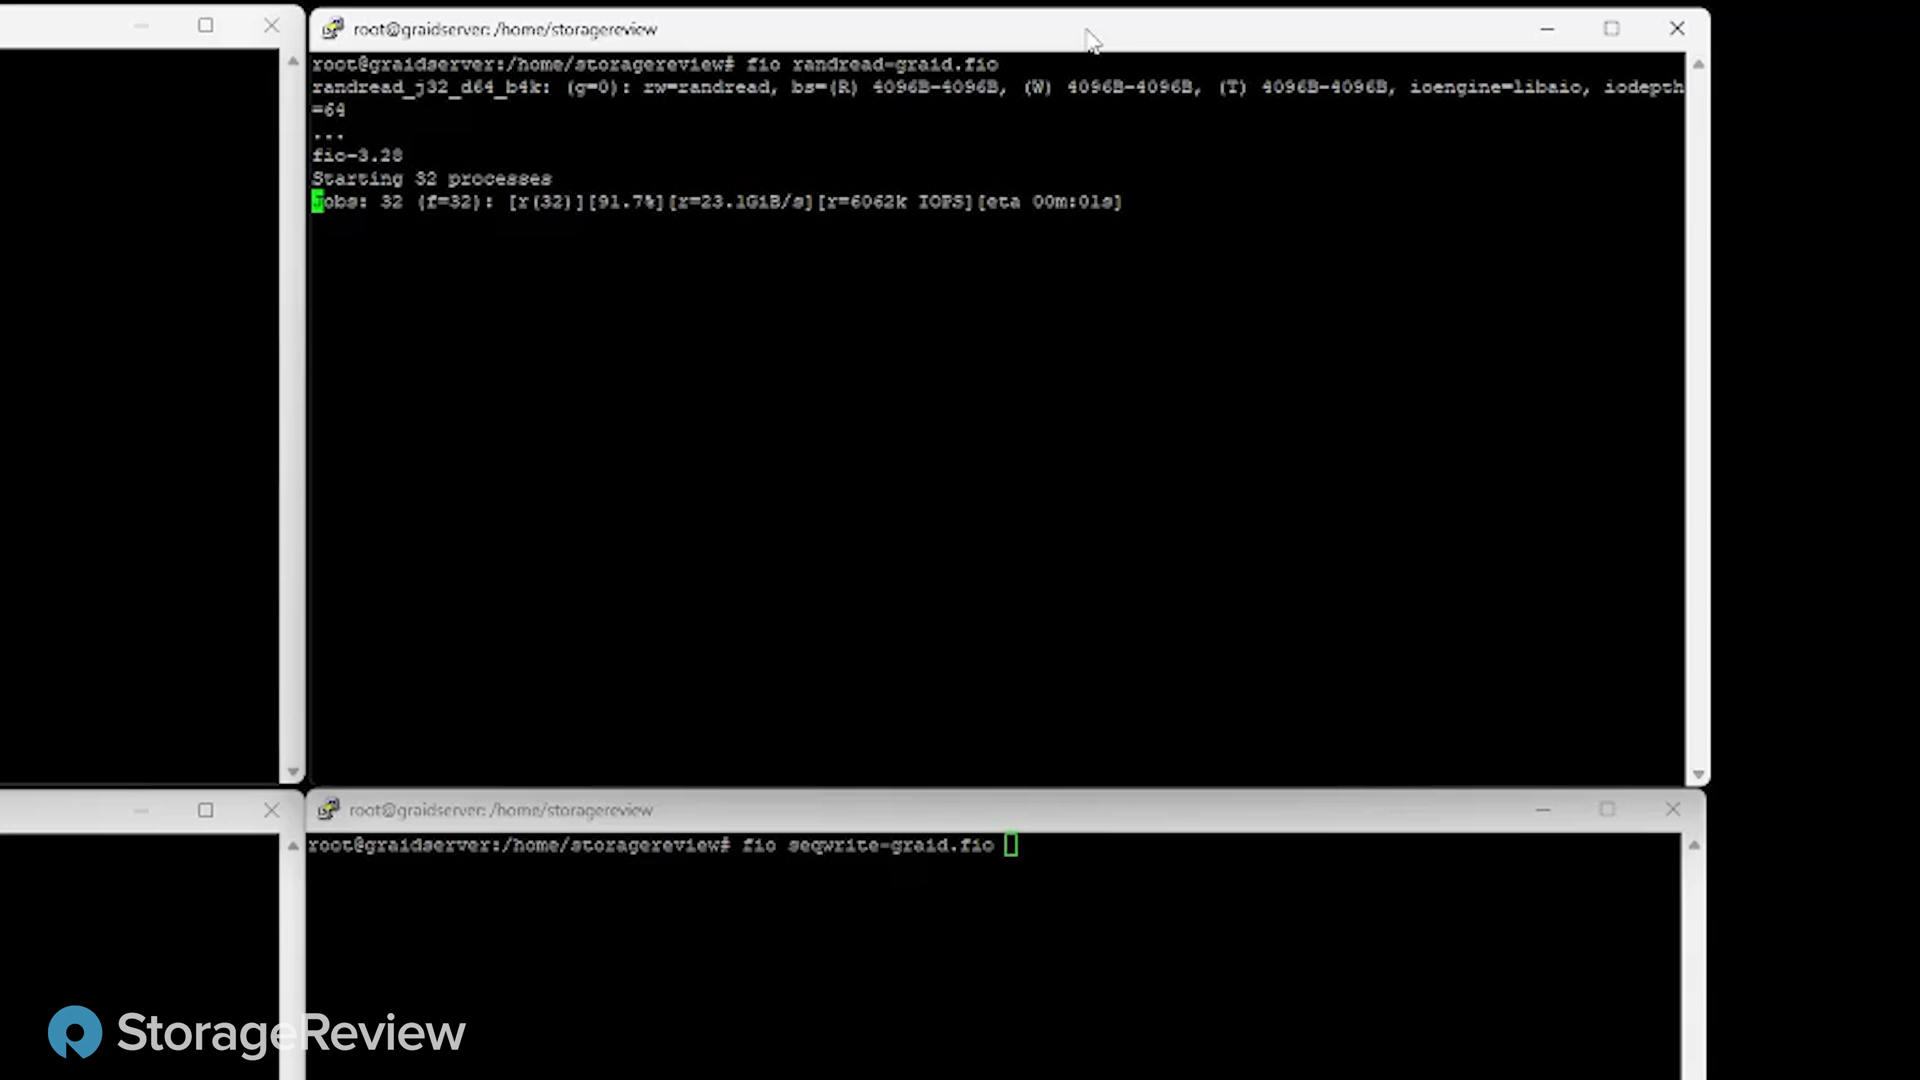 root@graidserver: /home/storagereview
root@graidserver:/home/storagereview# fio randread-graid.fio
randread_j32_d64_b4k: (g=0): rw=randread, bs=(R) 4096B-4096B, (W) 4096B-4096B, (T) 4096B-4096B, ioengine=libaio, iodepth
=64
...
fio-3.28
Starting 32 processes
Jobs: 32 (f=32): [r(32)][91.7%][r=23.1GiB/s][r=6062k IOPS][eta 00m:01s]
root@graidserver: /home/storagereview
root@graidserver:/home/storagereview# fio seqwrite-graid.fio
StorageReview